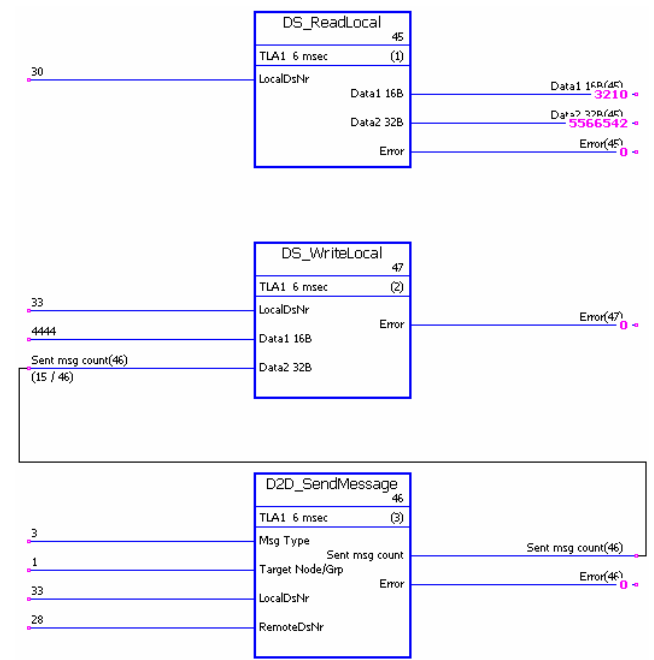 DS_ReadLocal
45
TLA1 6 msec (1)
30
LocalDsNr
Data1 16B
Data1 16B(45)
3210
Data2 32B
Data2 32B(45)
5566542
Error
Error(45)
0
DS_WriteLocal
47
TLA1 6 msec (2)
33
LocalDsNr
Error
Error(47)
0
4444
Data1 16B
Sent msg count(46)
Data2 32B
(15 / 46)
D2D_SendMessage
46
TLA1 6 msec (3)
3
Msg Type
Sent msg count
Sent msg count(46)
1
Target Node/Grp
Error
Error(46)
0
33
LocalDsNr
28
RemoteDsNr